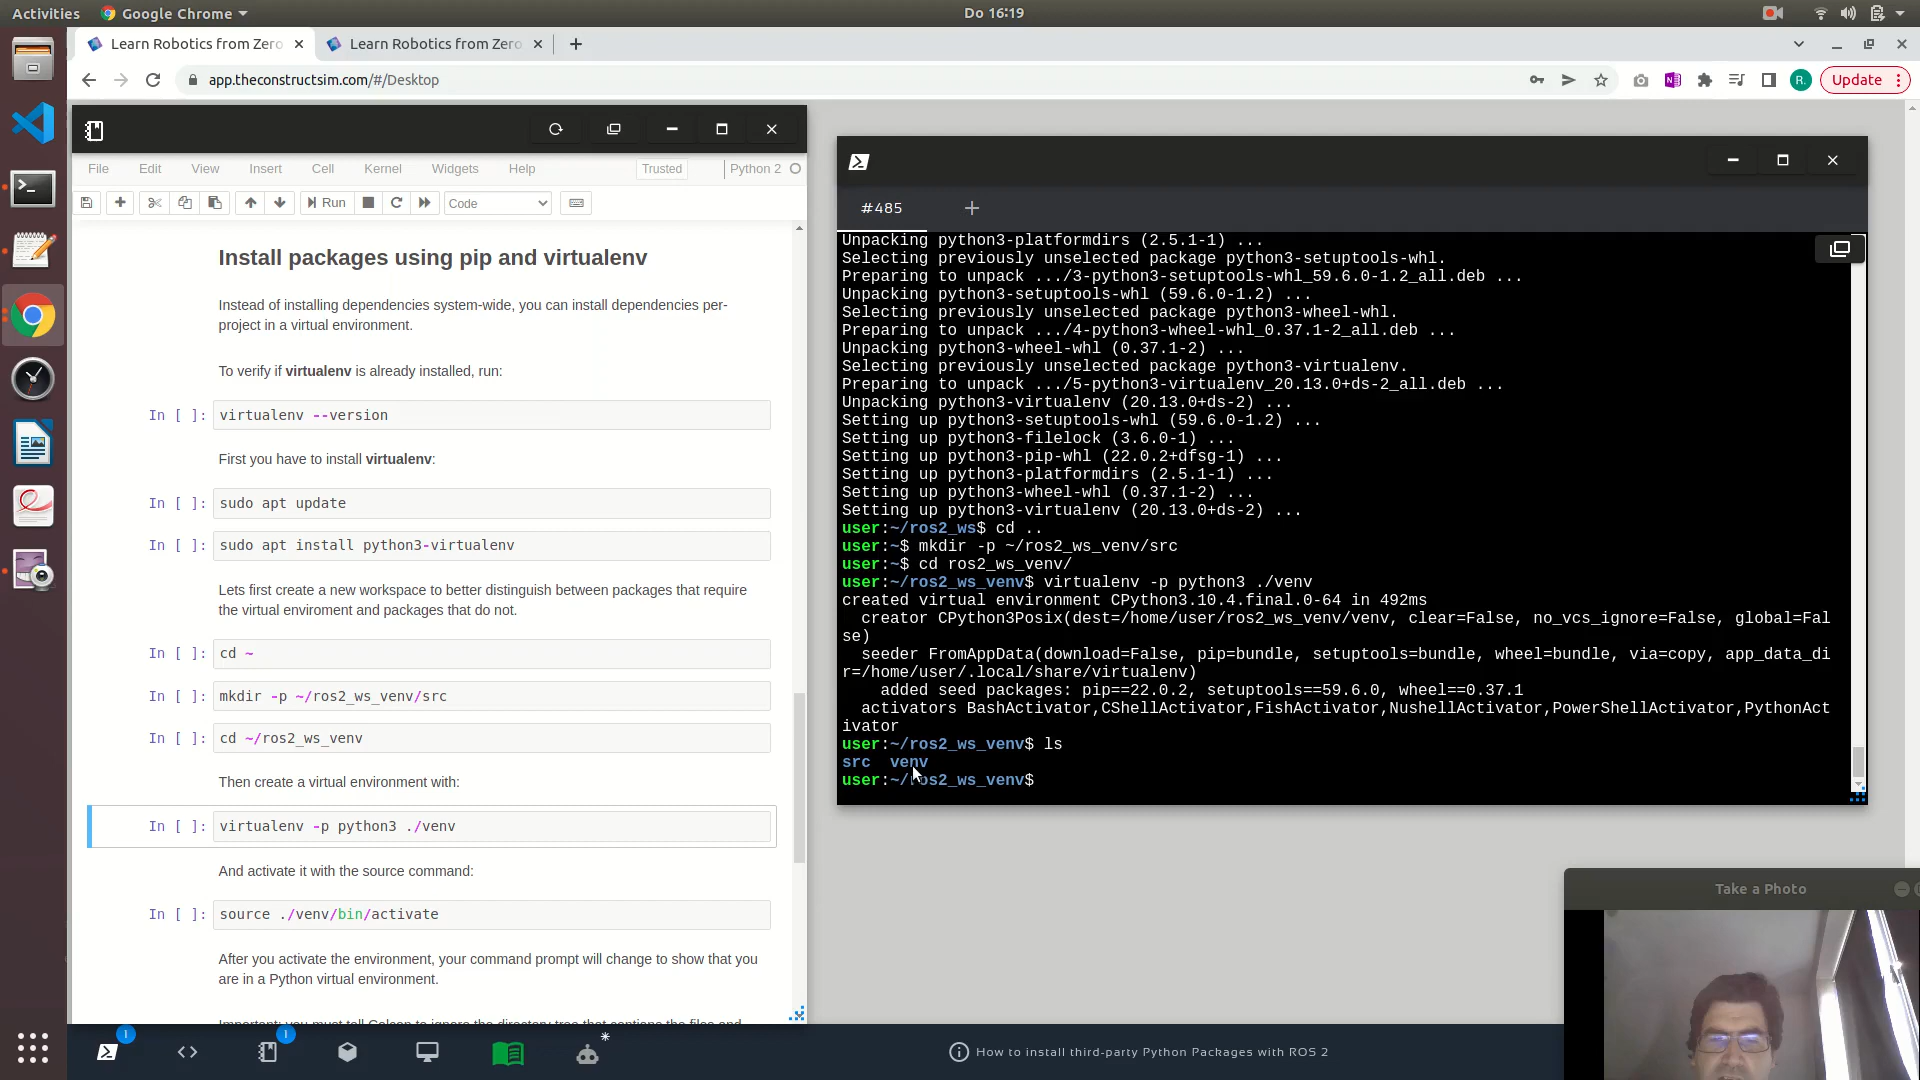 Activities
Google Chrome
Do 16:19
Learn Robotics from Zero
Learn Robotics from Zero
app.theconstructsim.com/#/Desktop
R.
Update
File
Edit
View
Insert
Cell
Kernel
Widgets
Help
Trusted
Python 2
Run
Code
Install packages using pip and virtualenv
Instead of installing dependencies system-wide, you can install dependencies per-
project in a virtual environment.
To verify if virtualenv is already installed, run:
In [ ]: virtualenv --version
First you have to install virtualenv:
In [ ]: sudo apt update
In [ ]: sudo apt install python3-virtualenv
Lets first create a new workspace to better distinguish between packages that require
the virtual enviroment and packages that do not.
In [ ]: cd ~
In [ ]: mkdir -p ~/ros2_ws_venv/src
In [ ]: cd ~/ros2_ws_venv
Then create a virtual environment with:
In [ ]: virtualenv -p python3 ./venv
And activate it with the source command:
In [ ]: source ./venv/bin/activate
After you activate the environment, your command prompt will change to show that you
are in a Python virtual environment.
Important: you must tell Colcon to ignore the directory tree that contains the files and
#485
Unpacking python3-platformdirs (2.5.1-1) ...
Selecting previously unselected package python3-setuptools-whl.
Preparing to unpack .../3-python3-setuptools-whl_59.6.0-1.2_all.deb ...
Unpacking python3-setuptools-whl (59.6.0-1.2) ...
Selecting previously unselected package python3-wheel-whl.
Preparing to unpack .../4-python3-wheel-whl_0.37.1-2_all.deb ...
Unpacking python3-wheel-whl (0.37.1-2) ...
Selecting previously unselected package python3-virtualenv.
Preparing to unpack .../5-python3-virtualenv_20.13.0+ds-2_all.deb ...
Unpacking python3-virtualenv (20.13.0+ds-2) ...
Setting up python3-setuptools-whl (59.6.0-1.2) ...
Setting up python3-filelock (3.6.0-1) ...
Setting up python3-pip-whl (22.0.2+dfsg-1) ...
Setting up python3-platformdirs (2.5.1-1) ...
Setting up python3-wheel-whl (0.37.1-2) ...
Setting up python3-virtualenv (20.13.0+ds-2) ...
user:~/ros2_ws$ cd ..
user:~$ mkdir -p ~/ros2_ws_venv/src
user:~$ cd ros2_ws_venv/
user:~/ros2_ws_venv$ virtualenv -p python3 ./venv
created virtual environment CPython3.10.4.final.0-64 in 492ms
creator CPython3Posix(dest=/home/user/ros2_ws_venv/venv, clear=False, no_vcs_ignore=False, global=Fal
se)
seeder FromAppData(download=False, pip=bundle, setuptools=bundle, wheel=bundle, via=copy, app_data_di
r=/home/user/.local/share/virtualenv)
added seed packages: pip==22.0.2, setuptools==59.6.0, wheel==0.37.1
activators BashActivator,CShellActivator,FishActivator,NushellActivator,PowerShellActivator,PythonAct
ivator
user:~/ros2_ws_venv$ ls
src venv
user:~/ros2_ws_venv$
Take a Photo
1
1
How to install third-party Python Packages with ROS 2